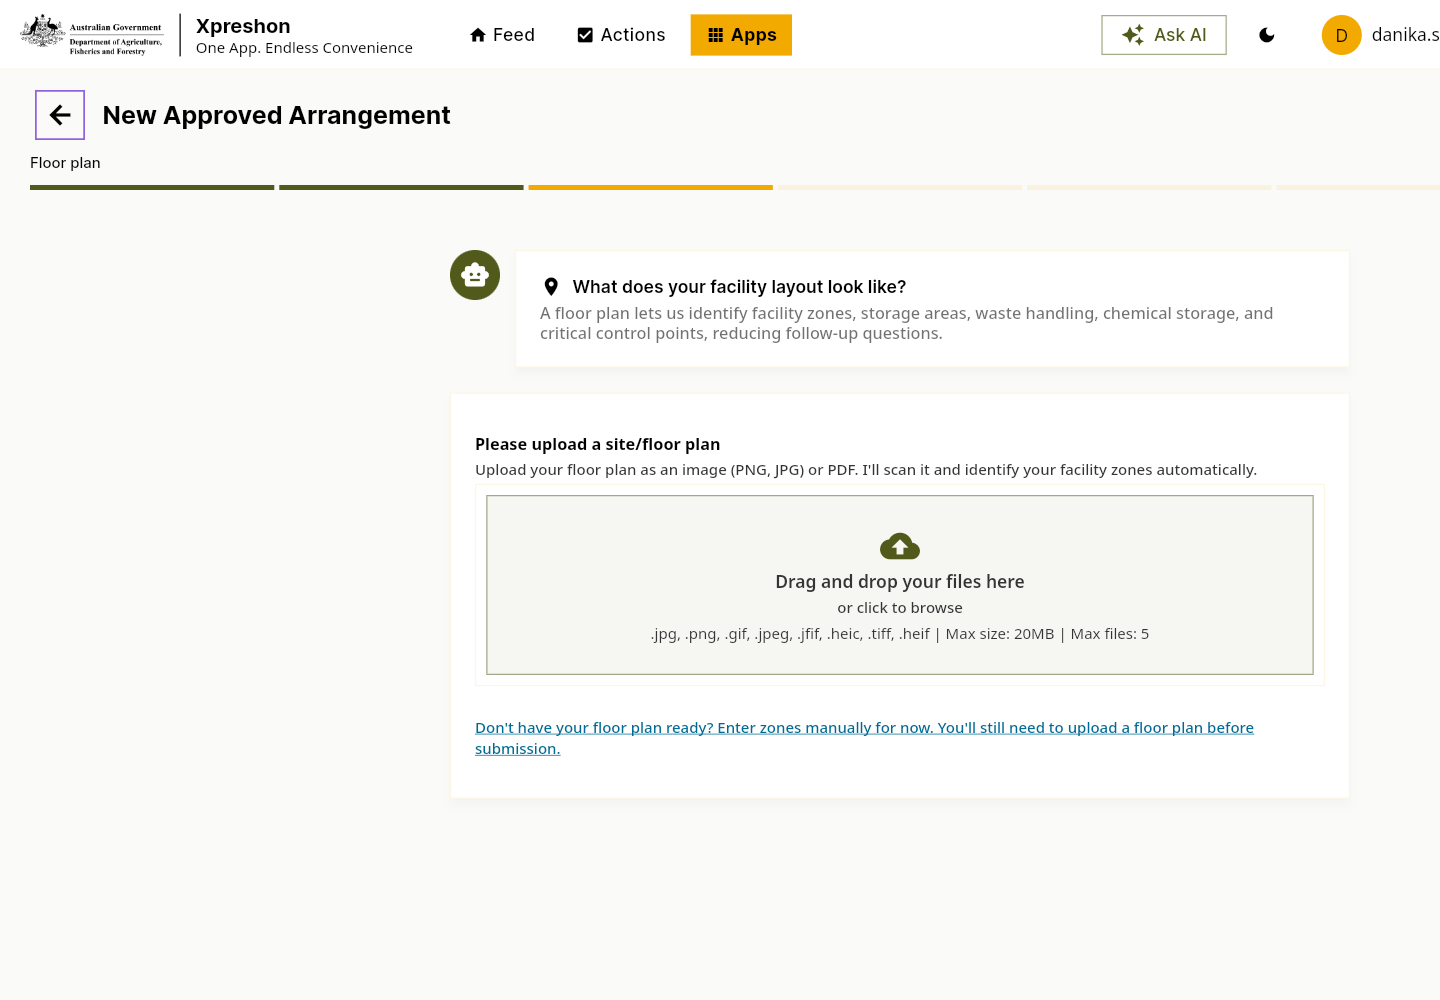 Australian Government
Department of Agriculture,
Fisheries and Forestry
Xpreshon
One App. Endless Convenience
Feed
Actions
Apps
Ask AI
D
danika.s
New Approved Arrangement
Floor plan
What does your facility layout look like?
A floor plan lets us identify facility zones, storage areas, waste handling, chemical storage, and
critical control points, reducing follow-up questions.
Please upload a site/floor plan
Upload your floor plan as an image (PNG, JPG) or PDF. I'll scan it and identify your facility zones automatically.
Drag and drop your files here
or click to browse
.jpg, .png, .gif, .jpeg, .jfif, .heic, .tiff, .heif | Max size: 20MB | Max files: 5
Don't have your floor plan ready? Enter zones manually for now. You'll still need to upload a floor plan before
submission.